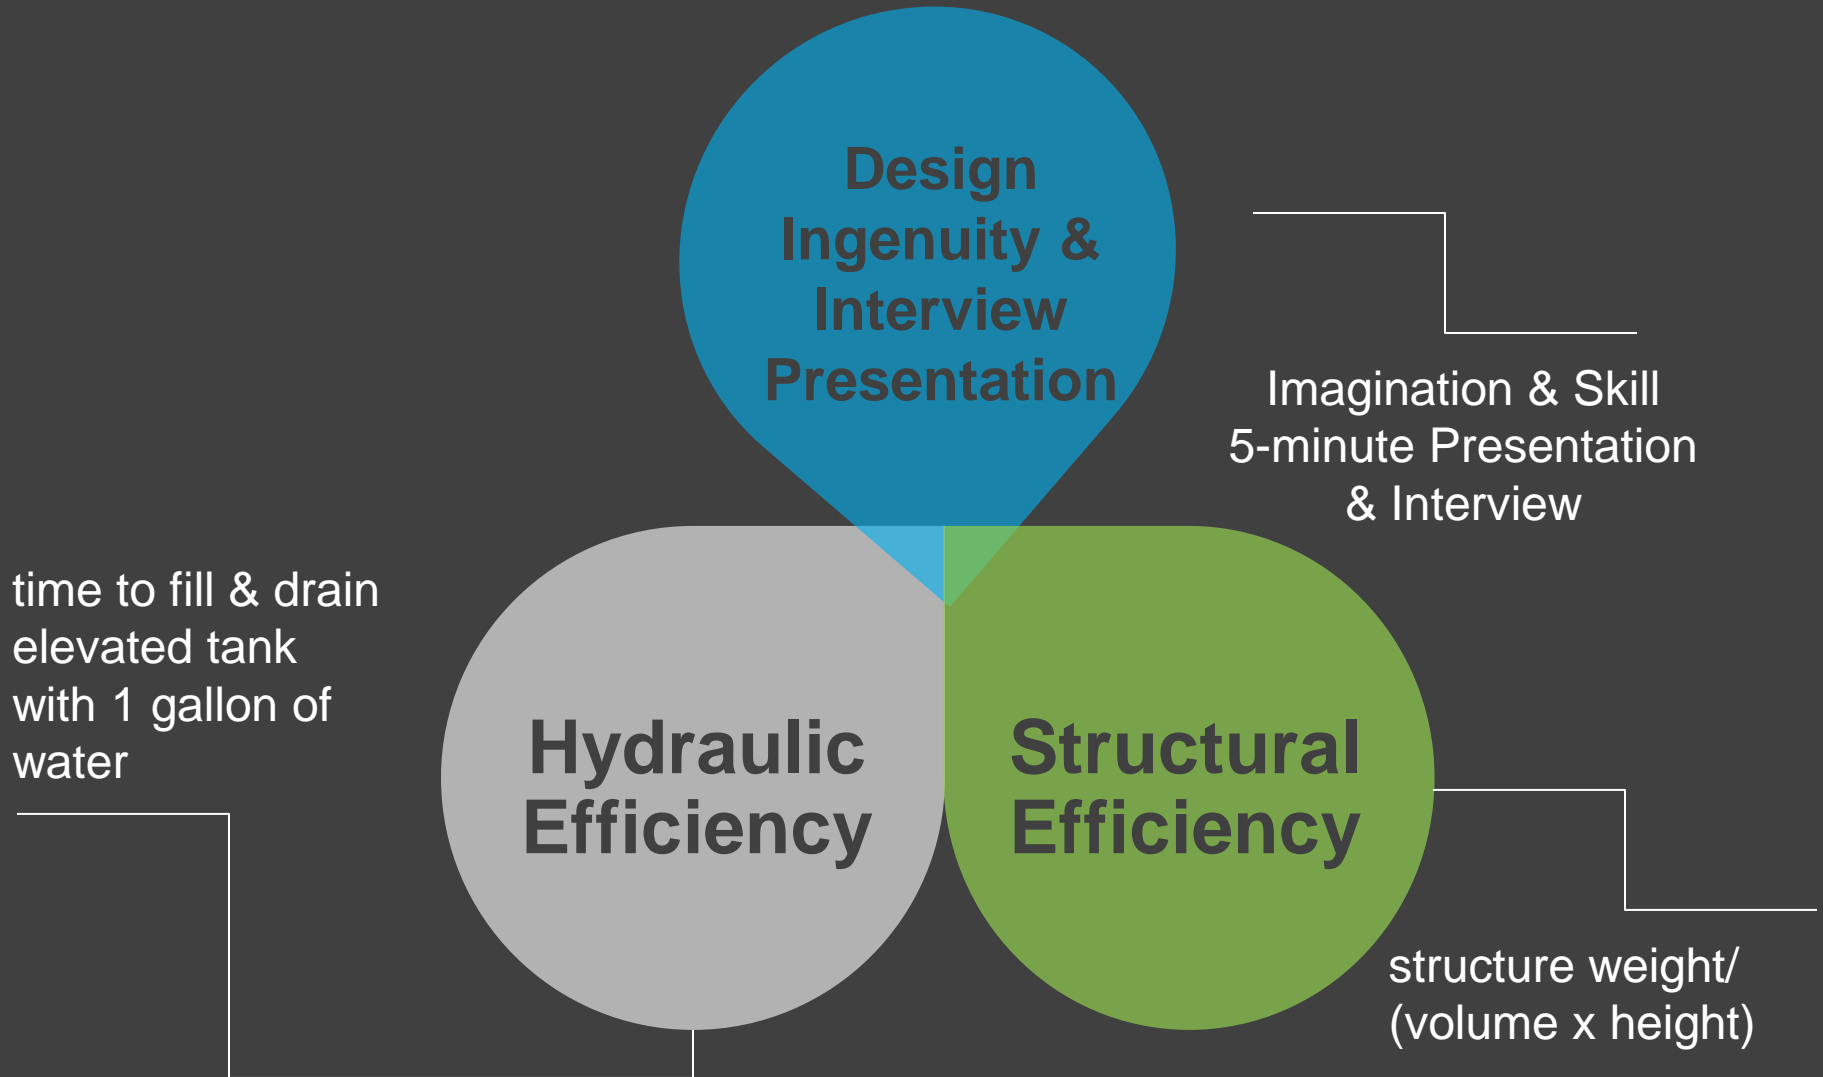 Design
Ingenuity &
Interview
Presentation
Imagination & Skill
5-minute Presentation
& Interview
time to fill & drain
elevated tank
with 1 gallon of
water
Hydraulic
Efficiency
Structural
Efficiency
structure weight/
(volume x height)